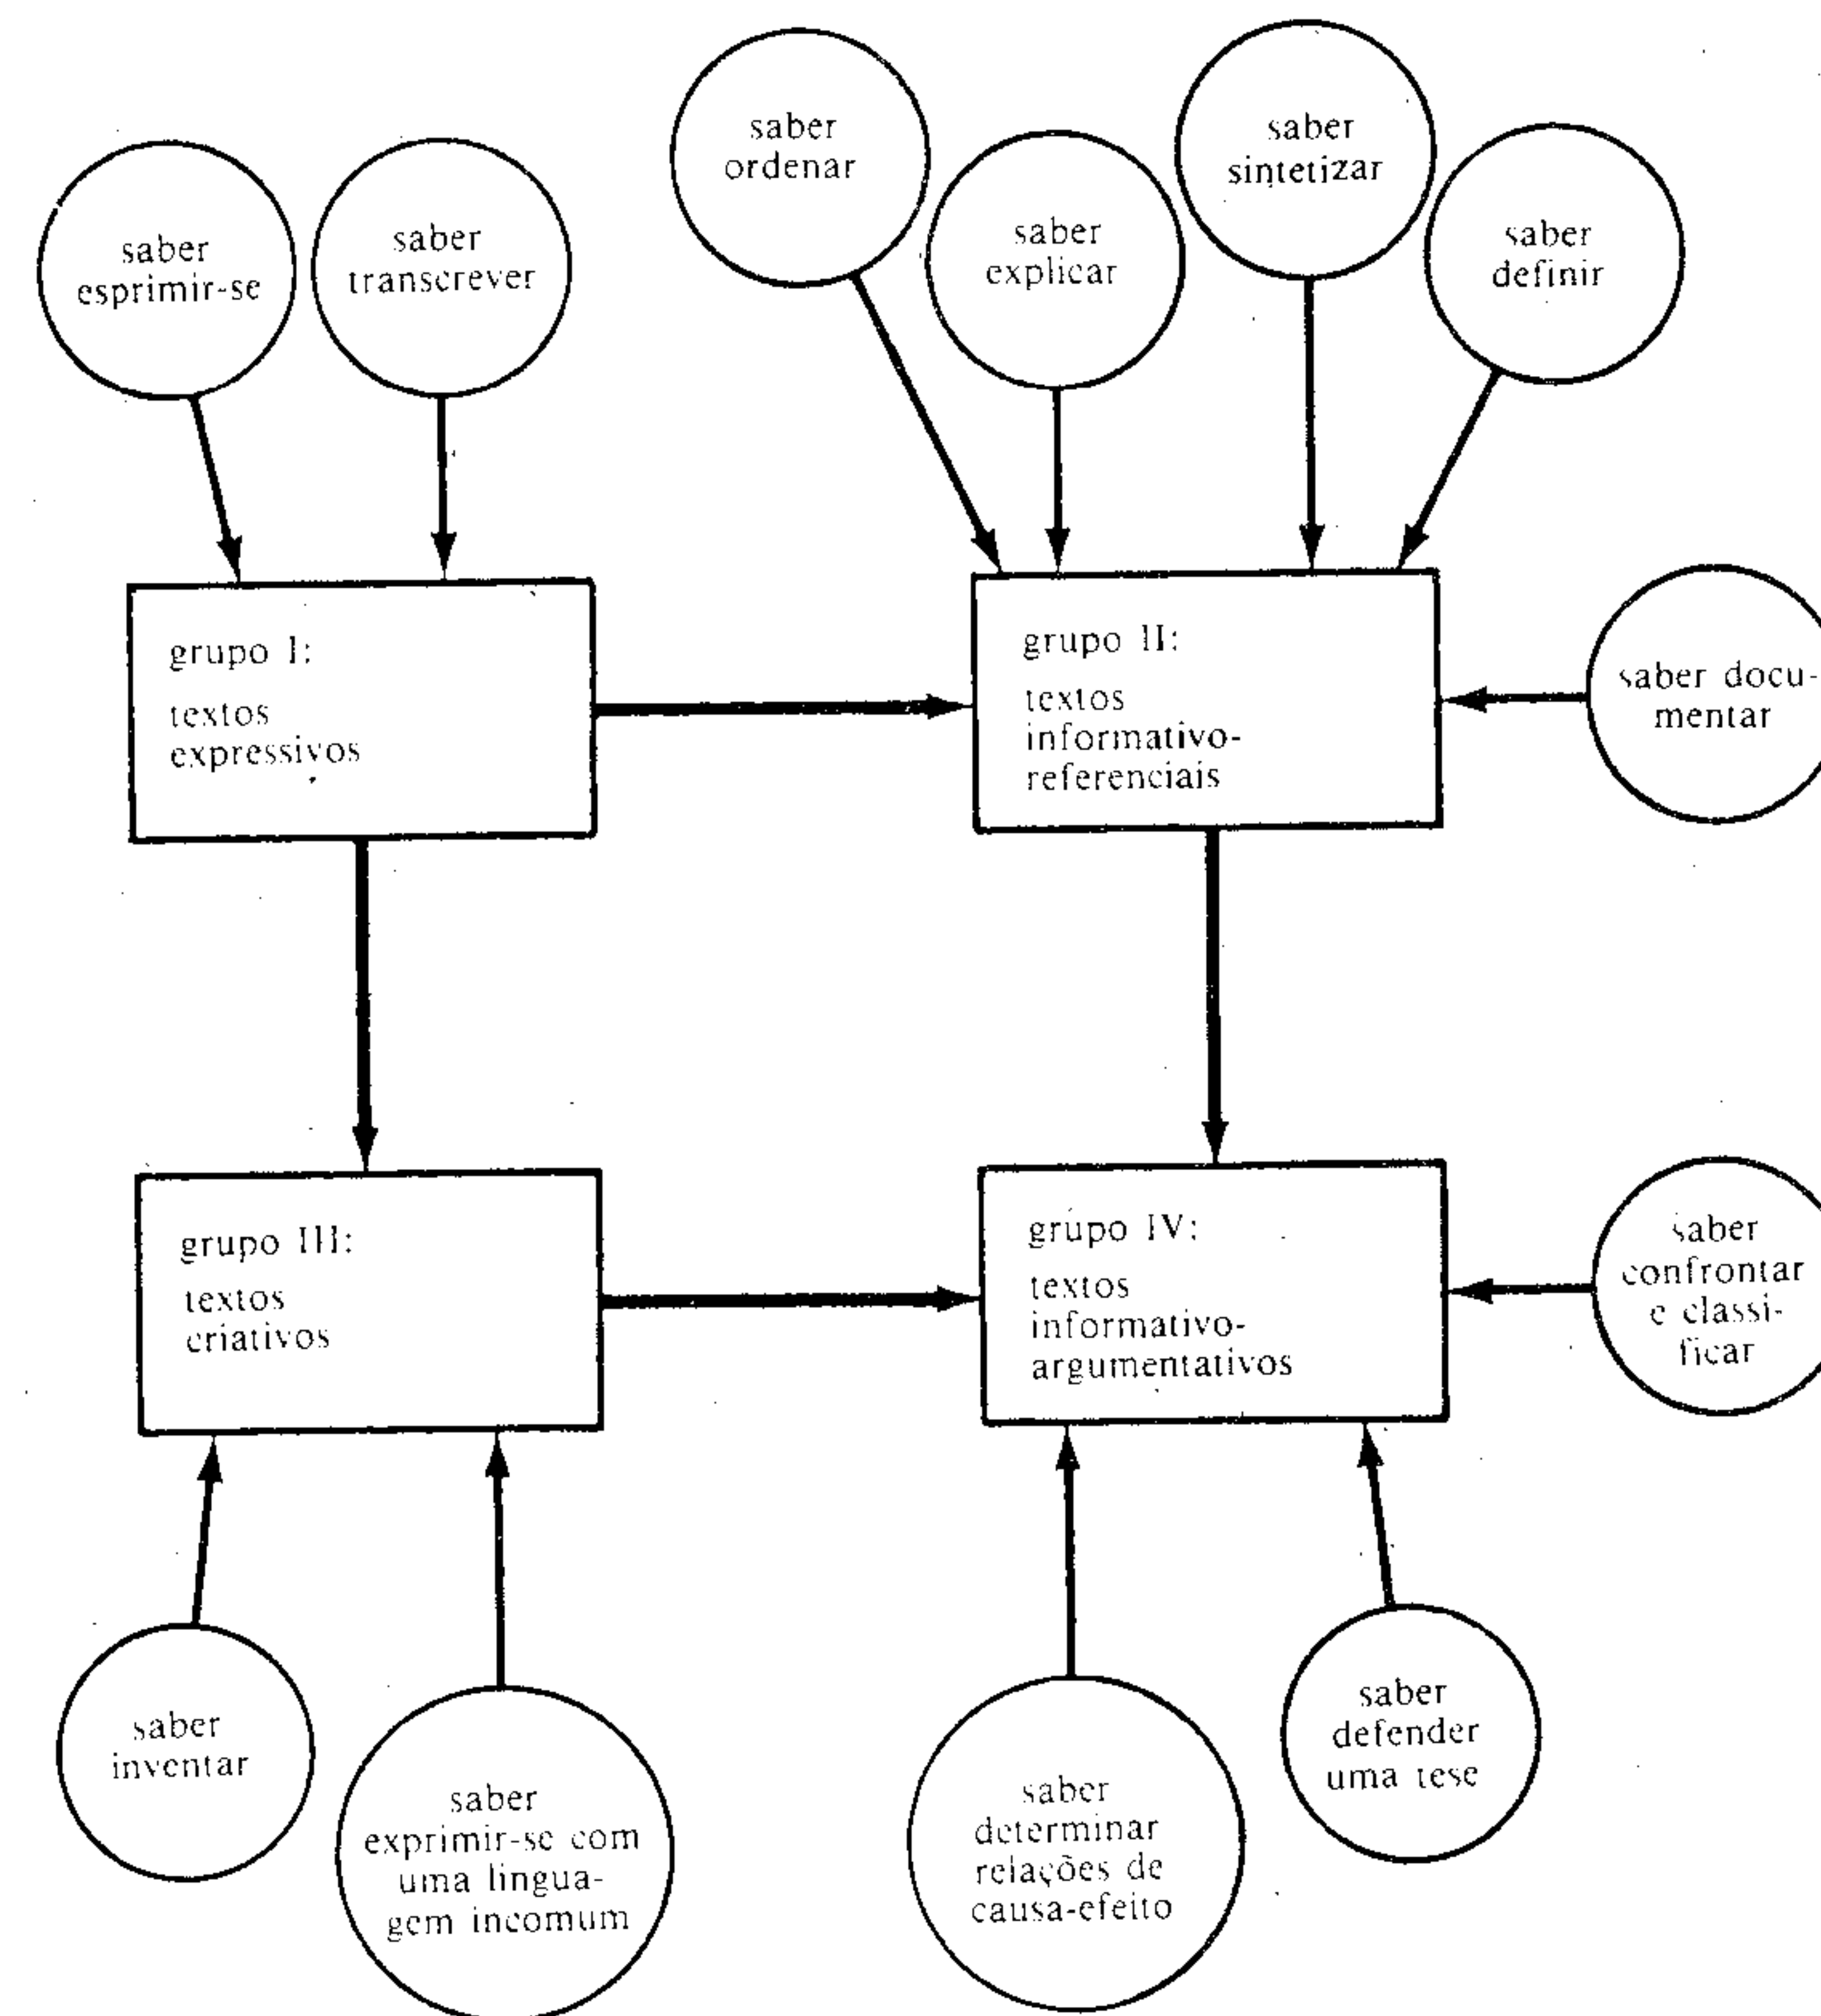 saber
ordenar
saber
sintetizar
saber
esprimir-se
saber
transcrever
saber
explicar
saber
definir
grupo I:
textos
expressivos
grupo II:
textos
informativo-
referenciais
saber docu-
mentar
grupo III:
textos
criativos
grupo IV:
textos
informativo-
argumentativos
saber
confrontar
e classi-
ficar
saber
inventar
saber
exprimir-se com
uma lingua-
gem incomum
saber
determinar
relações de
causa-efeito
saber
defender
uma tese